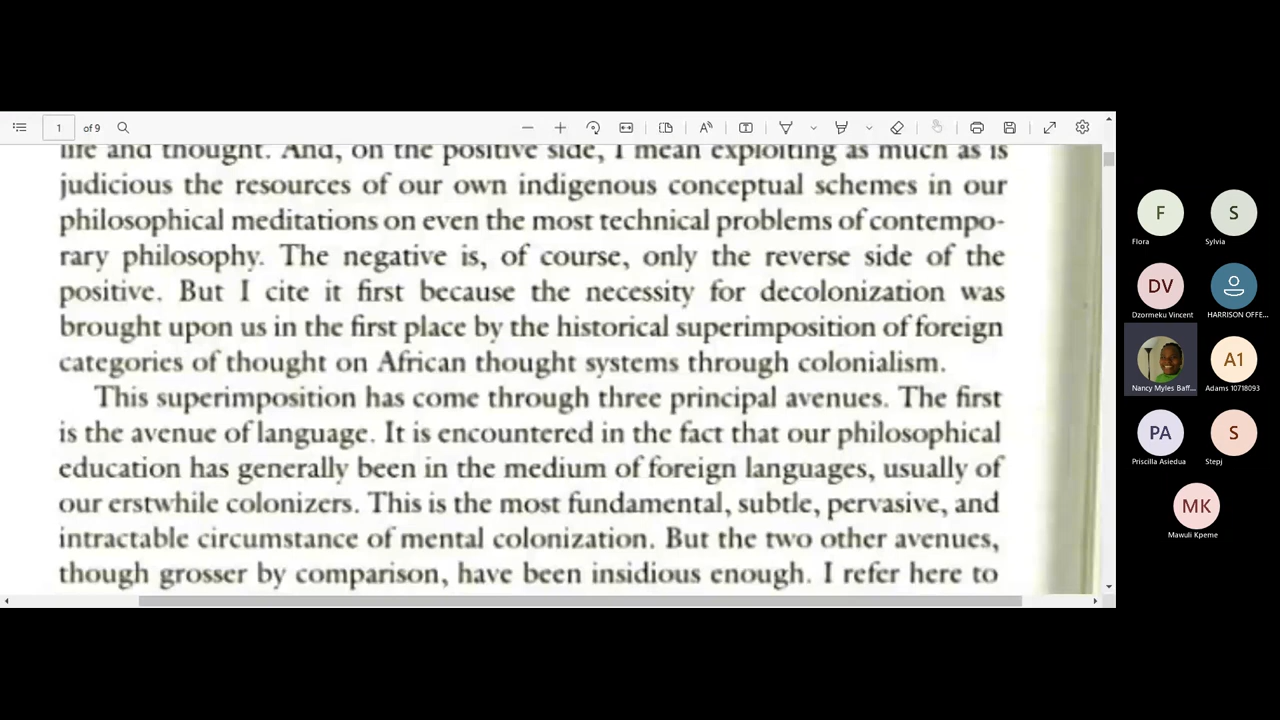 1 of 9
life and thought. And, on the positive side, I mean exploiting as much as is
judicious the resources of our own indigenous conceptual schemes in our
philosophical meditations on even the most technical problems of contempo-
rary philosophy. The negative is, of course, only the reverse side of the
positive. But I cite it first because the necessity for decolonization was
brought upon us in the first place by the historical superimposition of foreign
categories of thought on African thought systems through colonialism.
This superimposition has come through three principal avenues. The first
is the avenue of language. It is encountered in the fact that our philosophical
education has generally been in the medium of foreign languages, usually of
our erstwhile colonizers. This is the most fundamental, subtle, pervasive, and
intractable circumstance of mental colonization. But the two other avenues,
though grosser by comparison, have been insidious enough. I refer here to
F
Flora
S
Sylvia
DV
Dzormeku Vincent
HARRISON OFFE...
Nancy Myles Baff...
A1
Adams 10718093
PA
Priscilla Asiedua
S
Stepj
MK
Mawuli Kpeme